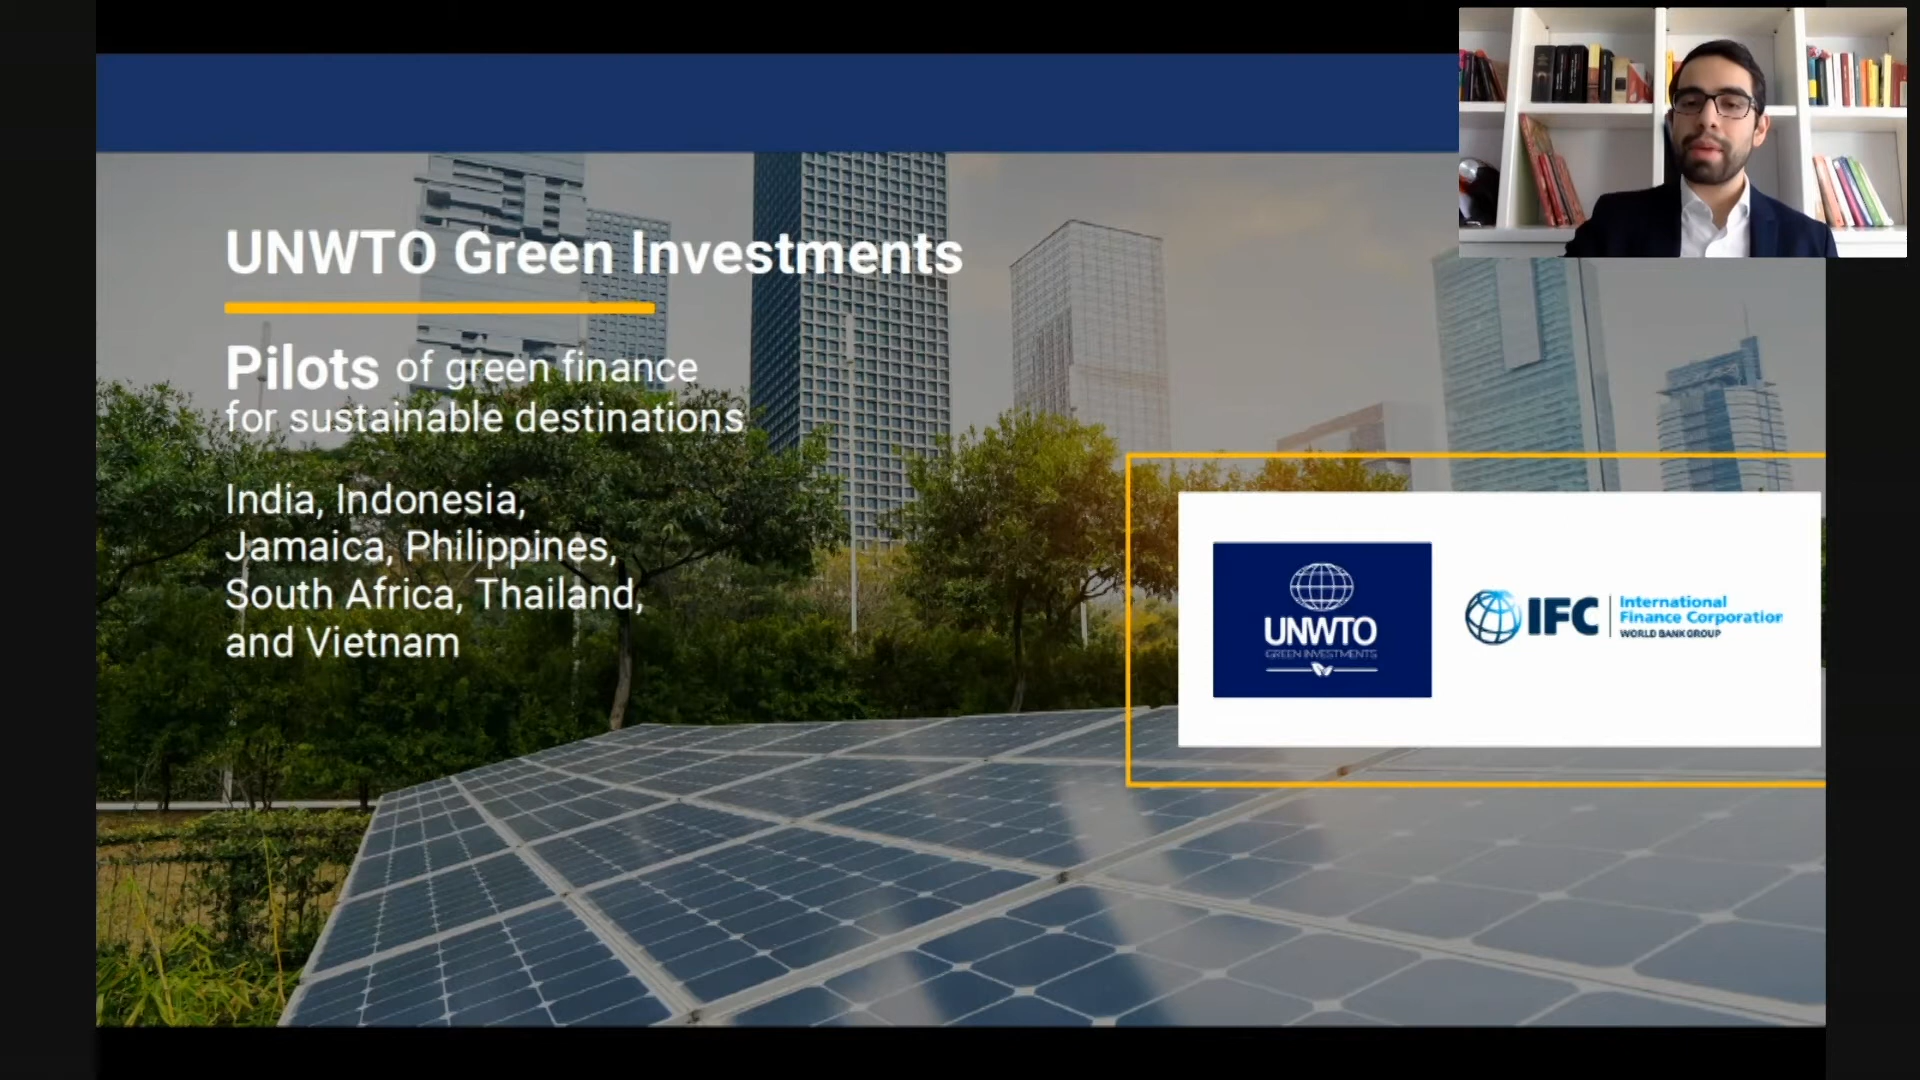 UNWTO Green Investments
Pilots of green finance
for sustainable destinations
India, Indonesia,
Jamaica, Philippines,
South Africa, Thailand,
and Vietnam
UNWTO
GREEN INVESTMENTS
IFC
International
Finance Corporation
WORLD BANK GROUP